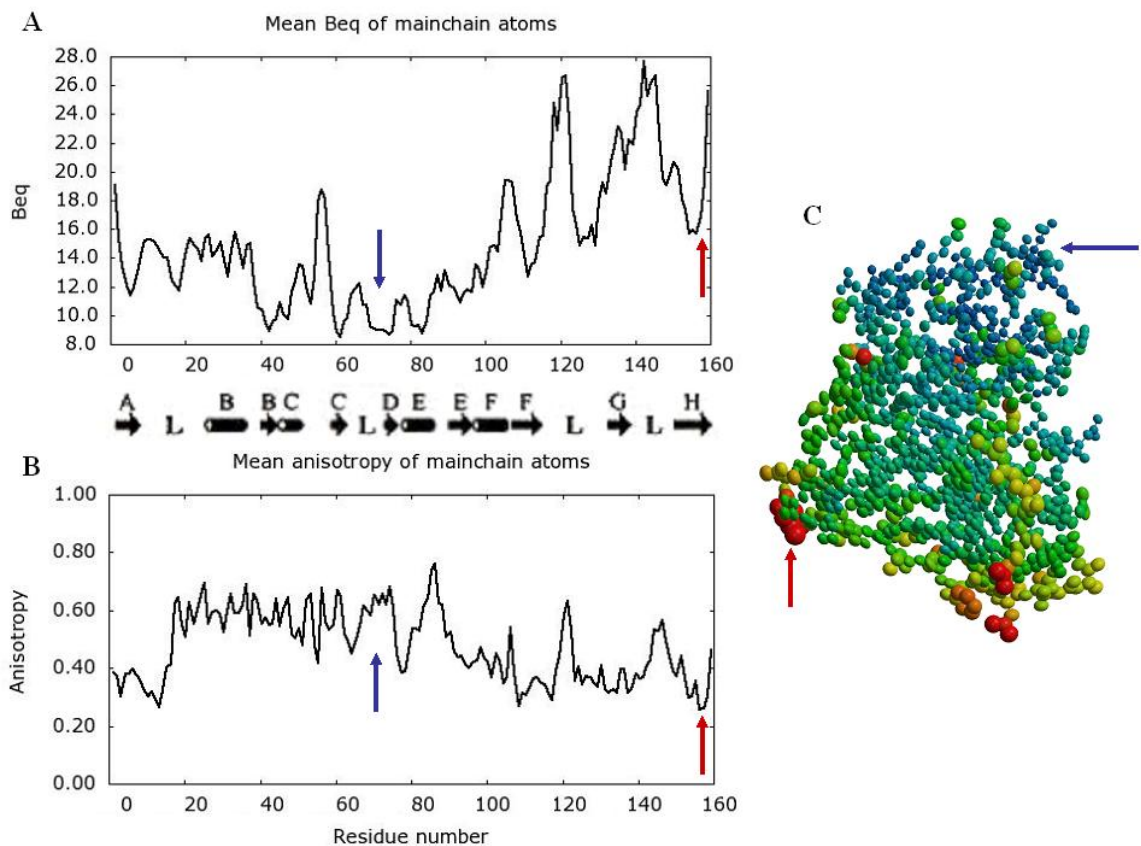 A
Mean Beq of mainchain atoms
0 20 40 60 80 100 120 140 160
28.0
26.0
24.0
22.0
20.0
18.0
16.0
14.0
12.0
10.0
8.0
Beq
A L B B C C L D E E F F L G L H
B
Mean anisotropy of mainchain atoms
1.00
0.80
0.60
0.40
0.20
0.00
Anisotropy
0 20 40 60 80 100 120 140 160
Residue number
C